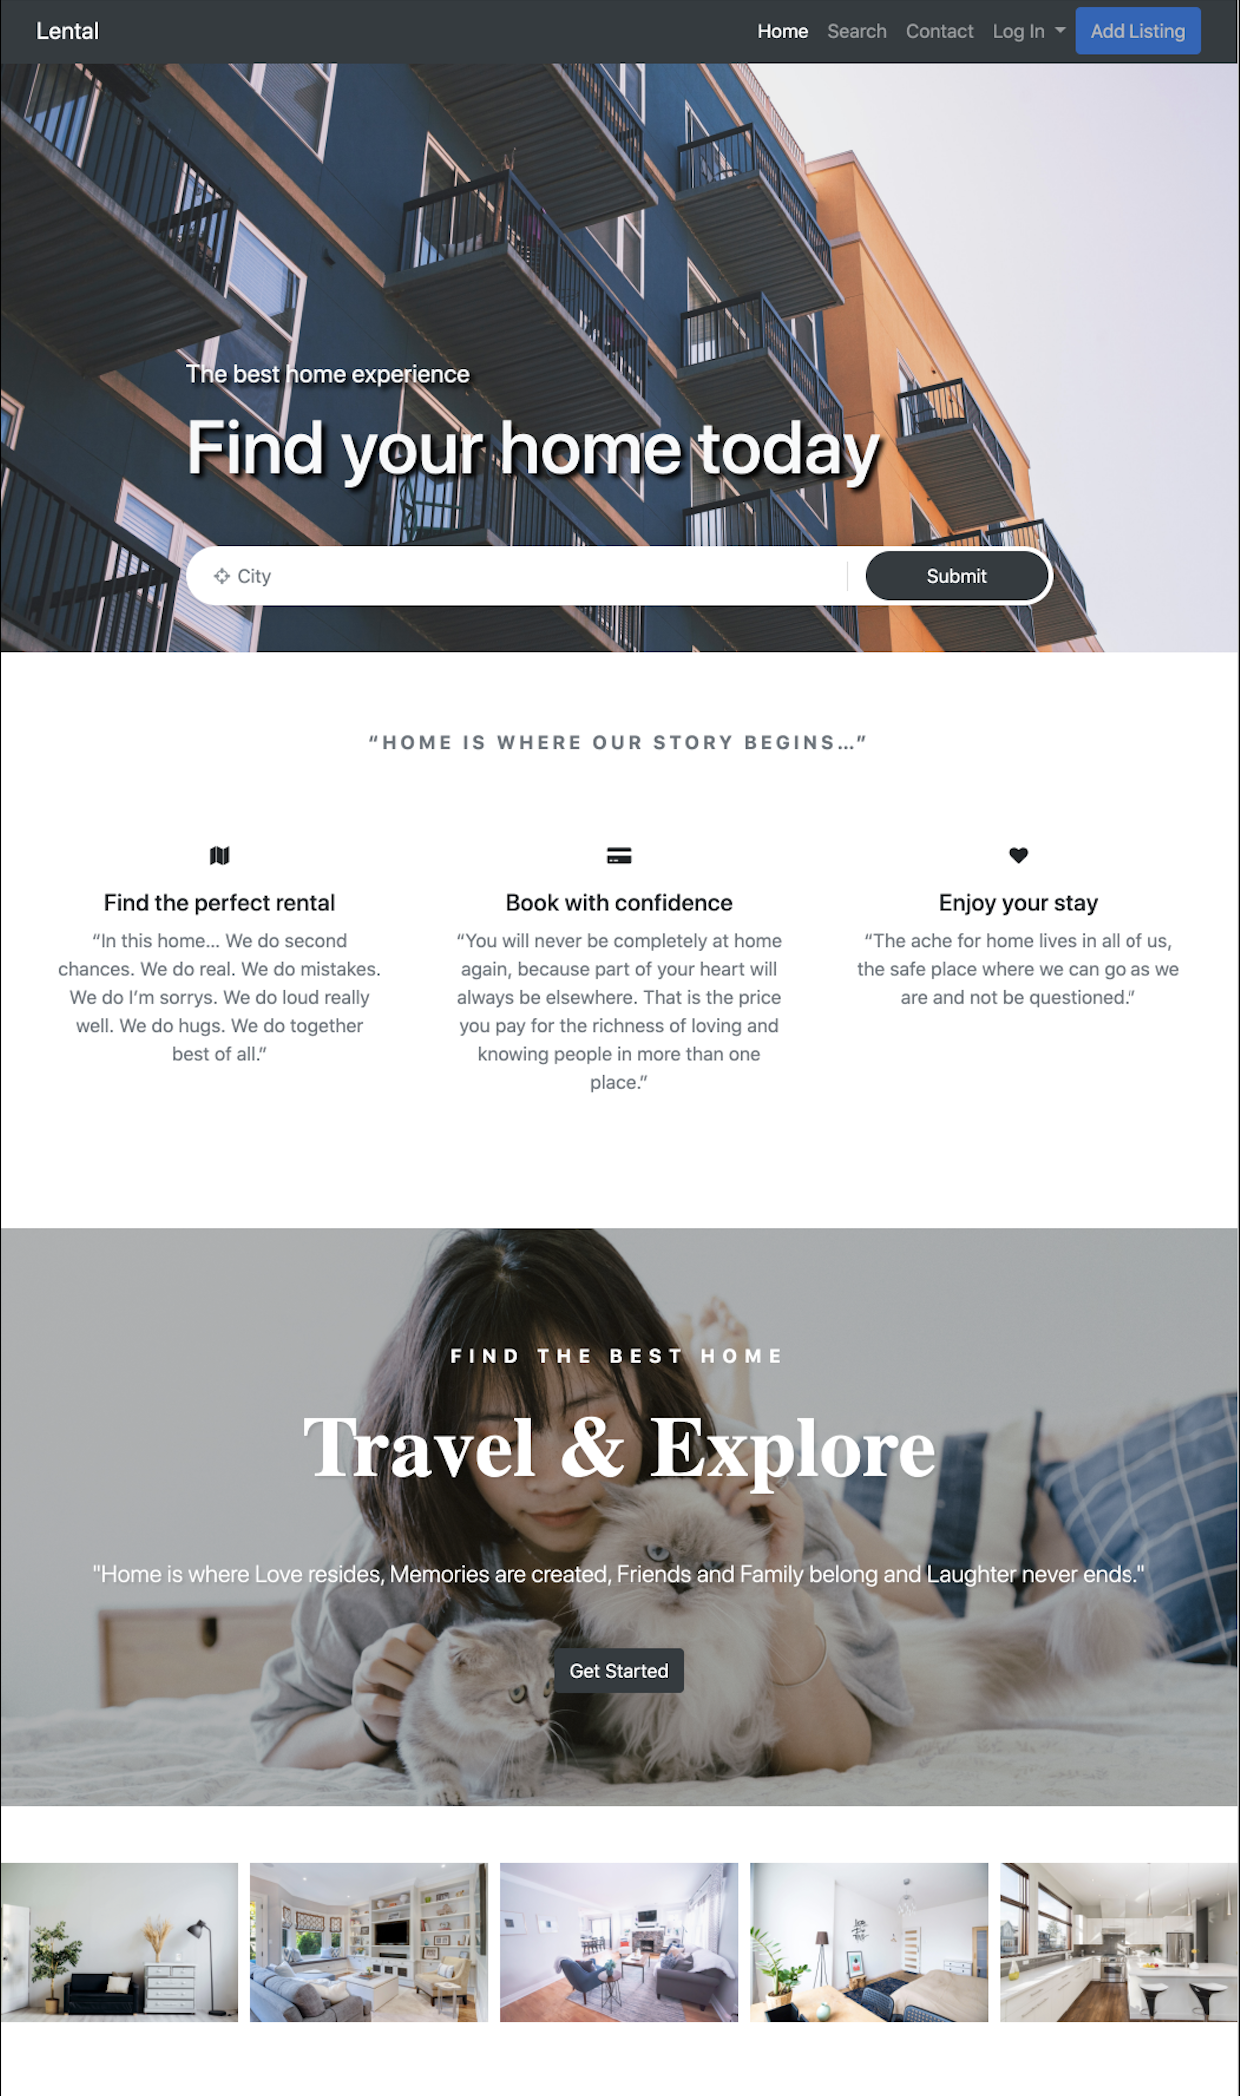 Lental
Home Search Contact Log In Add Listing
The best home experience
Find your home today
City
Submit
“HOME IS WHERE OUR STORY BEGINS...”
Find the perfect rental
“In this home... We do second
chances. We do real. We do mistakes.
We do I’m sorrys. We do loud really
well. We do hugs. We do together
best of all.”
Book with confidence
“You will never be completely at home
again, because part of your heart will
always be elsewhere. That is the price
you pay for the richness of loving and
knowing people in more than one
place.”
Enjoy your stay
“The ache for home lives in all of us,
the safe place where we can go as we
are and not be questioned.”
FIND THE BEST HOME
Travel & Explore
"Home is where Love resides, Memories are created, Friends and Family belong and Laughter never ends."
Get Started